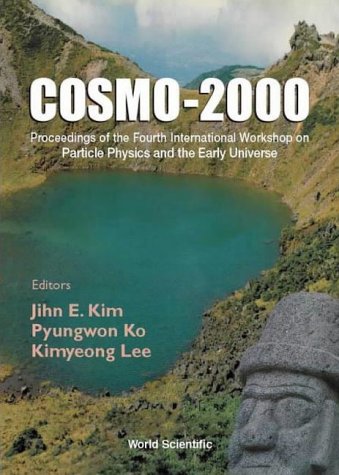 COSMO-2000
Proceedings of the Fourth International Workshop on
Particle Physics and the Early Universe
Editors
Jihn E. Kim
Pyungwon Ko
Kimyeong Lee
World Scientific